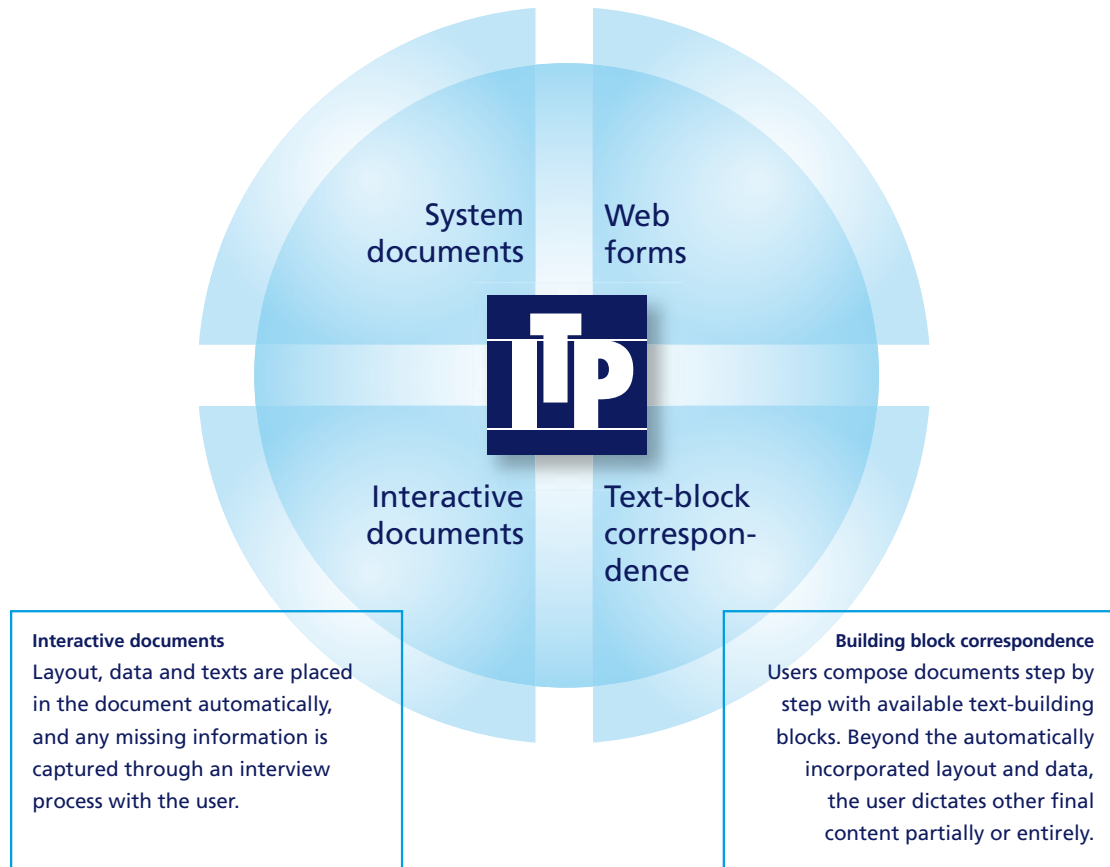 System
documents
Web
forms
ITP
Interactive
documents
Text-block
correspon-
dence
Interactive documents
Layout, data and texts are placed
in the document automatically,
and any missing information is
captured through an interview
process with the user.
Building block correspondence
Users compose documents step by
step with available text-building
blocks. Beyond the automatically
incorporated layout and data,
the user dictates other final
content partially or entirely.